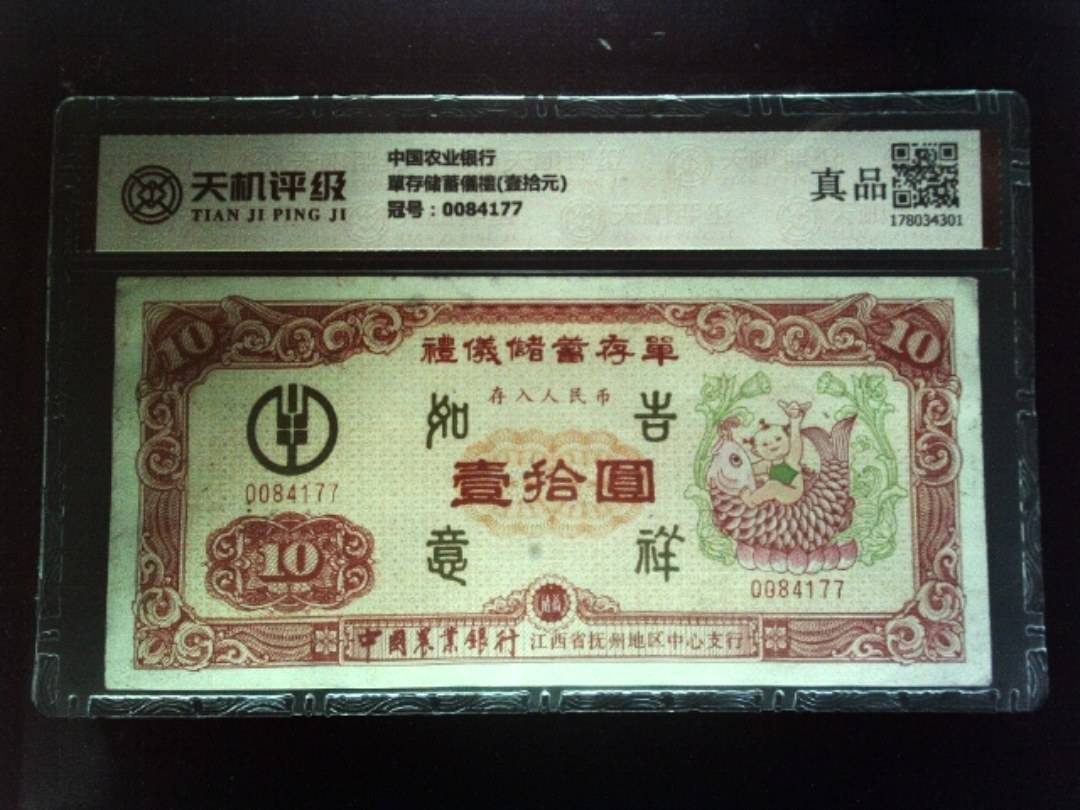 天机评级
TIAN JI PING JI
中国农业银行
單存储蓄儀禮(壹拾元)
冠号：0084177
真品
178034301
10
10
禮儀儲蓄存單
存入人民币
如
吉
壹拾圓
意
祥
0084177
10
0084177
中國農業銀行 江西省抚州地区中心支行